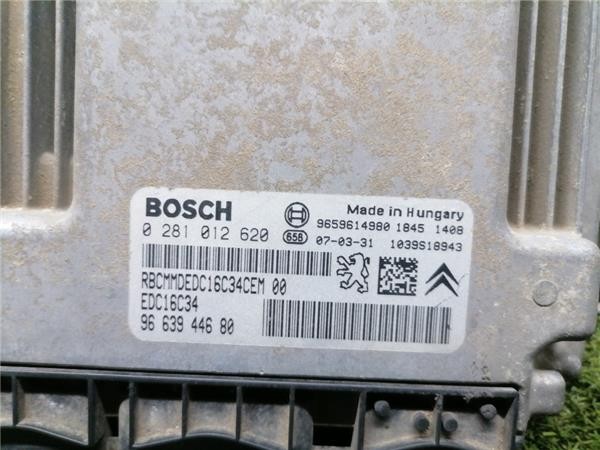 BOSCH
Made in Hungary
0 281 012 620
9659614980 1845 1408
658
07-03-31 1039S18943
RBCMMDEDC16C34CEM 00
EDC16C34
96 639 446 80